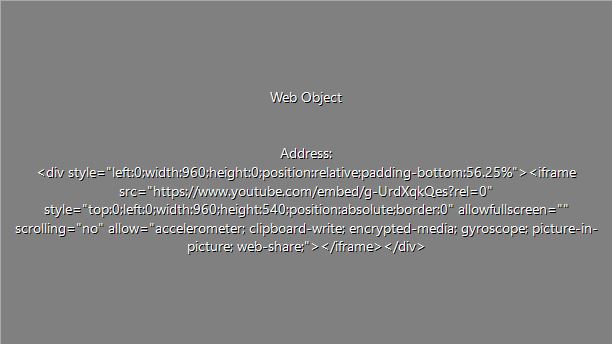 Web Object
Address:
<div style="left:0;width:960;height:0;position:relative;padding-bottom:56.25%"><iframe
src="https://www.youtube.com/embed/g-UrdXqkQes?rel=0"
style="top:0;left:0;width:960;height:540;position:absolute;border:0" allowfullscreen=""
scrolling="no" allow="accelerometer; clipboard-write; encrypted-media; gyroscope; picture-in-
picture; web-share;"></iframe></div>